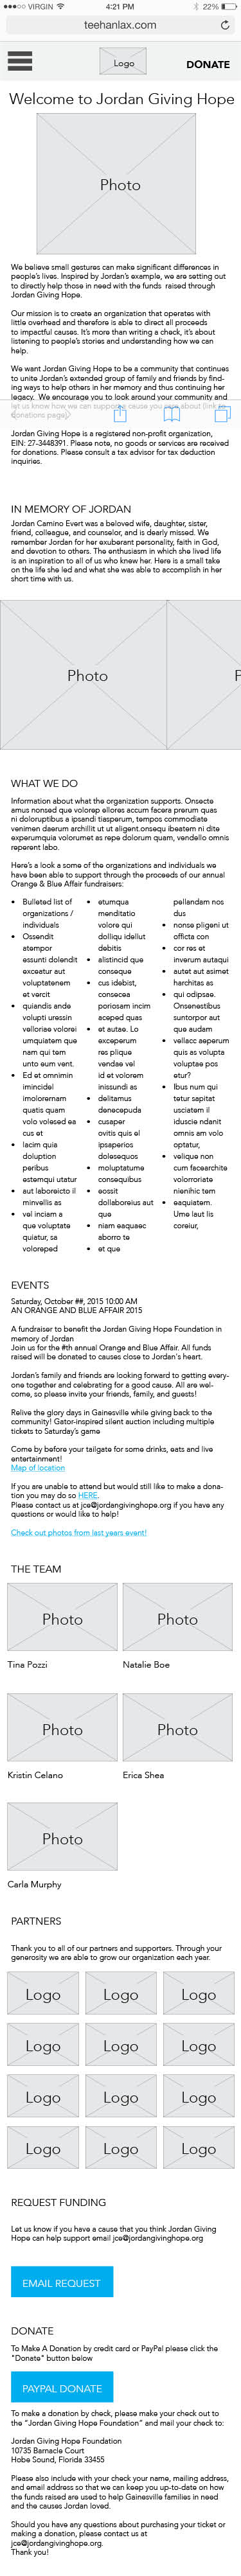 VIRGIN 4:21 PM 22%
teehanlax.com
Logo
DONATE
Welcome to Jordan Giving Hope
Photo
We believe small gestures can make significant differences in
people's lives. Inspired by Jordan's example, we are setting out
to directly help those in need with the funds raised through
Jordan Giving Hope.
Our mission is to create an organization that operates with
little overhead and therefore is able to direct all proceeds
to impactful causes. It's more than writing a check, it's about
listening to people's stories and understanding how we can
help.
We want Jordan Giving Hope to be a community that continues
to unite Jordan's extended group of family and friends by find-
ing ways to help others in her memory and thus continuing her
legacy. We encourage you to look around your community and
let us know how we can support a cause you care about (link to
donations page).
Jordan Giving Hope is a registered non-profit organization,
EIN: 27-3448391. Please note, no goods or services are received
for donations. Please consult a tax advisor for tax deduction
inquiries.
IN MEMORY OF JORDAN
Jordan Camino Evert was a beloved wife, daughter, sister,
friend, colleague, and counselor, and is dearly missed. We
remember Jordan for her exuberant personality, faith in God,
and devotion to others. The enthusiasm in which she lived life
is an inspiration to all of us who knew her. Here is a look back
on the life she led and what she was able to accomplish in her
short time with us.
Photo
P
WHAT WE DO
Information about what the organization supports. Onsecte
amus nonsed que volorep ellores accum facera prerum quas
ni dolcruptibus a ipsandi tiasperum, tempos commodiate
venimen daerum archillit ut ut aligent.onsequ ibeatem ni dite
experumquia volorumet as repe dolorum quam, vendello omnis
reperent labo.
Here's a look a some of the organizations and individuals we
have been able to support through the proceeds of our annual
Orange & Blue Affair fundraisers:
• Bulleted list of
organizations /
individuals
• Ossendit
atempor
essunti dolendit
exceatur aut
voluptatenem
et vercit
• quiandis ande
volupti uressin
velloriae volorei
umquiatem que
nam qui tem
unto eum vent.
• Ed et omnimin
imincidel
imolorernam
quatis quam
volo volesed ea
cus et
• lacim quia
doluption
peribus
estemqui utatur
• aut laboreicto il
minvellis as
• vel inciam a
que voluptate
quiatur, sa
voloreped
• etumqua
menditatio
volore qui
dolliqu idellut
debitis
• alisticid que
conseque
• cus idebist,
consecea
poriosam incim
aceped quas
• et autae. Lo
exceperum
res plique
vendae vel
id et volorem
inissundi as
• delitamus
denecepuda
• cusaper
ovitis quis el
ipsaperios
dolesequos
• moluptatume
consequibus
• eossit
dollaboreius aut
que
• niam eaquaec
aborro te
• et que
pellandam nos
dus
• nonse pligeni ut
officta con
• cor res et
inverum autaqui
• autet aut asimet
harchitas as
• qui odipsae.
Onsenestibus
suntorpor aut
que audam
• vellacc aeperum
quis as volupta
voluptae pos
etur?
• Ibus num qui
tetur sapitat
usciatem il
iduscie ndanit
omnis am volo
optatur,
• velique non
cum facearchite
volorroriate
nienihic tem
• eaquiatem.
Ume laut lis
coreiur,
EVENTS
Saturday, October ##, 2015 10:00 AM
AN ORANGE AND BLUE AFFAIR 2015
A fundraiser to benefit the Jordan Giving Hope Foundation in
memory of Jordan
Join us for the #th annual Orange and Blue Affair. All funds
raised will be donated to causes close to Jordan's heart.
Jordan's family and friends are looking forward to getting every-
one together and celebrating for a good cause. All are wel-
come, so please invite your friends, family, and guests!
Relive the glory days in Gainesville while giving back to the
community! Gator-inspired silent auction including multiple
tickets to Saturday's game
Come by before your tailgate for some drinks, eats and live
entertainment!
Map of location
If you are unable to attend but would still like to make a dona-
tion you may do so HERE.
Please contact us at jce@jordangivinghope.org if you have any
questions or would like to help!
Check out photos from last years event!
THE TEAM
Photo Photo
Tina Pozzi Natalie Boe
Photo Photo
Kristin Celano Erica Shea
Photo
Carla Murphy
PARTNERS
Thank you to all of our partners and supporters. Through your
generosity we are able to grow our organization each year.
Logo Logo Logo
Logo Logo Logo
Logo Logo Logo
Logo Logo Logo
REQUEST FUNDING
Let us know if you have a cause that you think Jordan Giving
Hope can help support email jce@jordangivinghope.org
EMAIL REQUEST
DONATE
To Make A Donation by credit card or PayPal please click the
"Donate" button below
PAYPAL DONATE
To make a donation by check, please make your check out to
the "Jordan Giving Hope Foundation" and mail your check to:
Jordan Giving Hope Foundation
10735 Barnacle Court
Hobe Sound, Florida 33455
Please also include with your check your name, mailing address,
and email address so that we can keep you up-to-date on how
the funds raised are used to help Gainesville families in need
and the causes Jordan loved.
Should you have any questions about purchasing your ticket or
making a donation, please contact us at
jce@jordangivinghope.org.
Thank you!